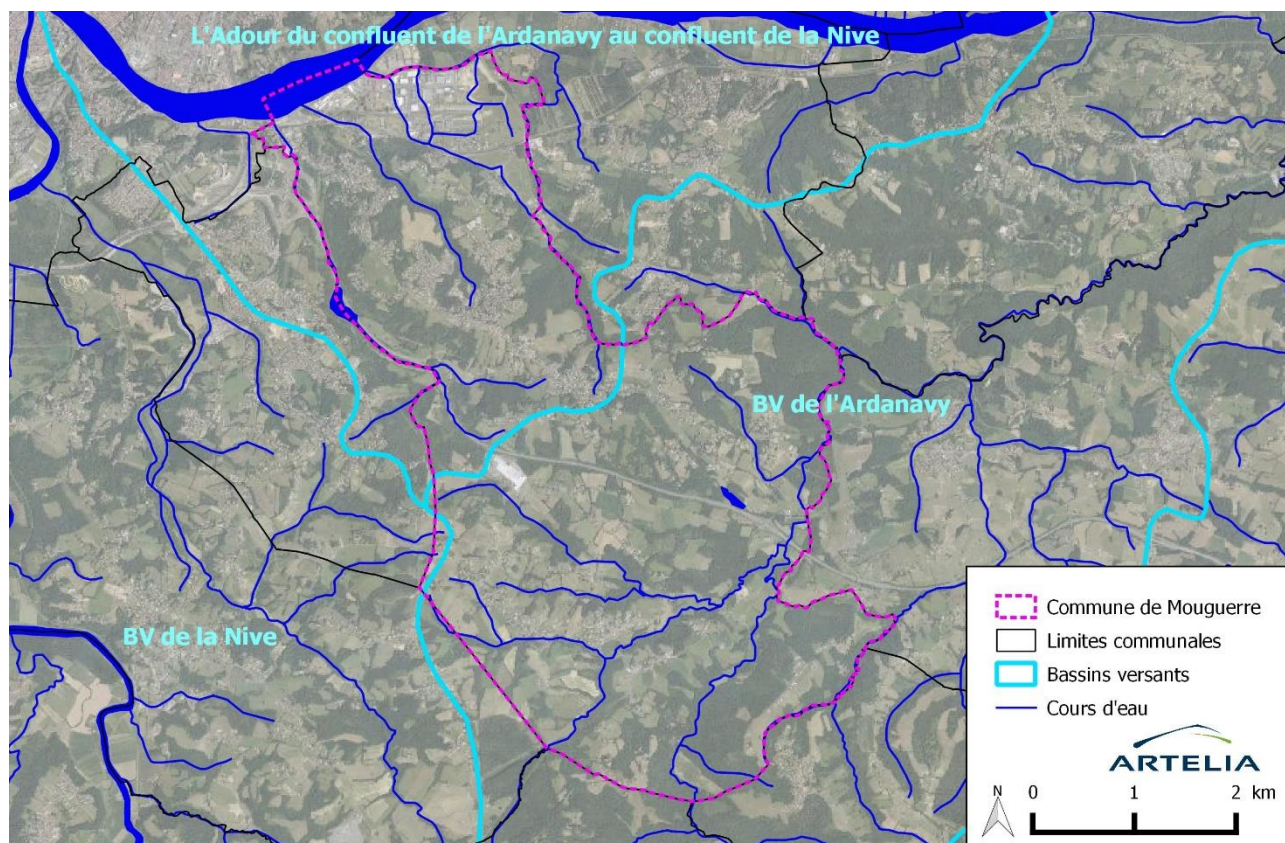 L'Adour du confluent de l'Ardanavy au confluent de la Nive
BV de l'Ardanavy
BV de la Nive
Commune de Mouguerre
Limites communales
Bassins versants
Cours d'eau
ARTELIA
N
0 1 2 km